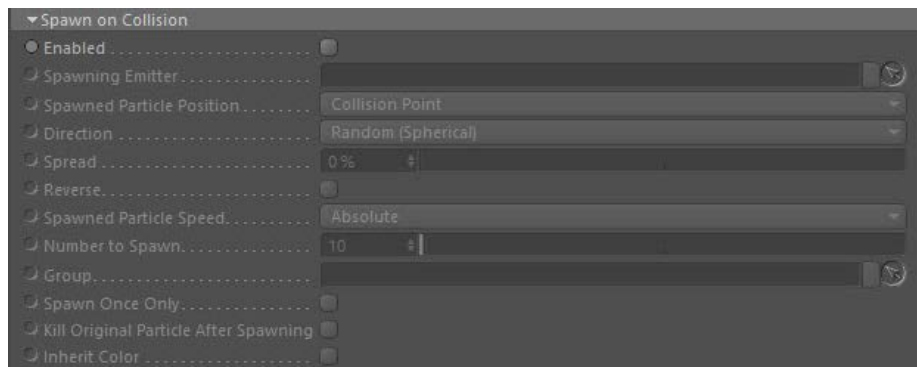 Spawn on Collision
Enabled
Spawning Emitter
Spawned Particle Position Collision Point
Direction Random (Spherical)
Spread 0 %
Reverse
Spawned Particle Speed Absolute
Number to Spawn 10
Group
Spawn Once Only
Kill Original Particle After Spawning
Inherit Color